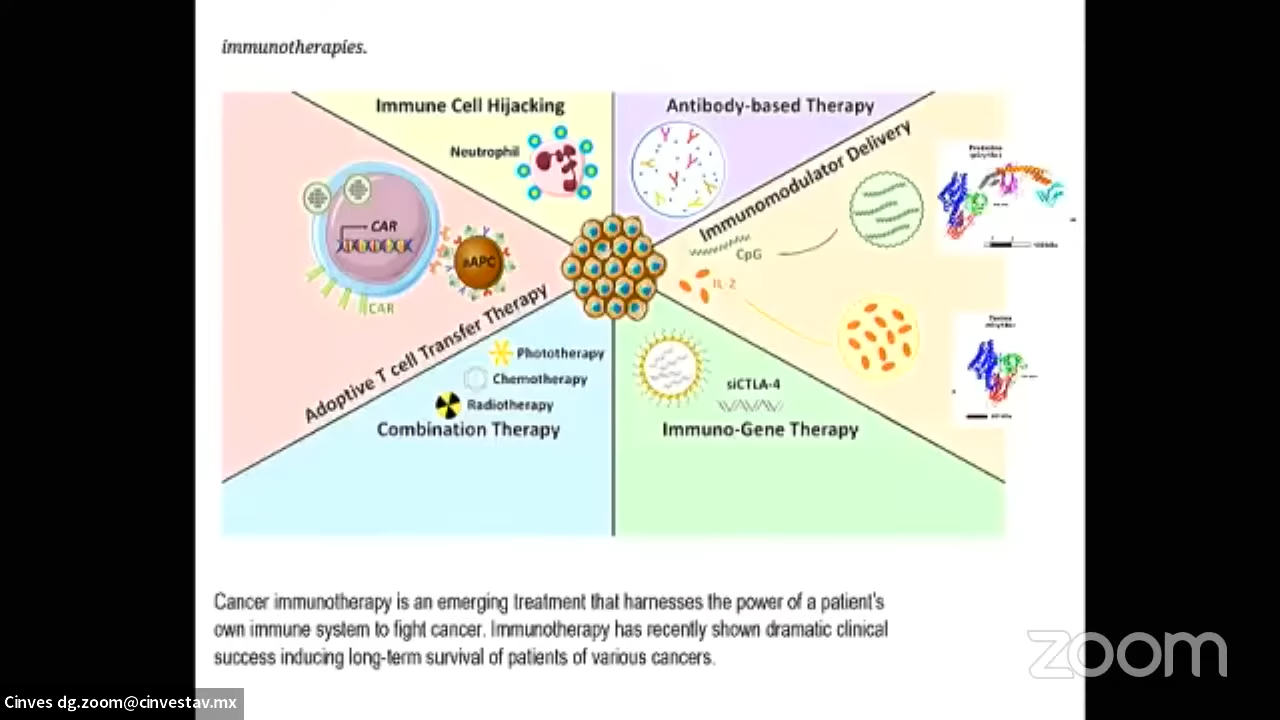 immunotherapies.
Immune Cell Hijacking
Antibody-based Therapy
Neutrophil
Immunomodulator Delivery
CAR
aAPC
CpG
IL-2
CAR
Adoptive T cell Transfer Therapy
Phototherapy
Chemotherapy
Radiotherapy
Combination Therapy
siCTLA-4
Immuno-Gene Therapy
Cancer immunotherapy is an emerging treatment that harnesses the power of a patient's
own immune system to fight cancer. Immunotherapy has recently shown dramatic clinical
success inducing long-term survival of patients of various cancers.
zoom
Cinves dg.zoom@cinvestav.mx